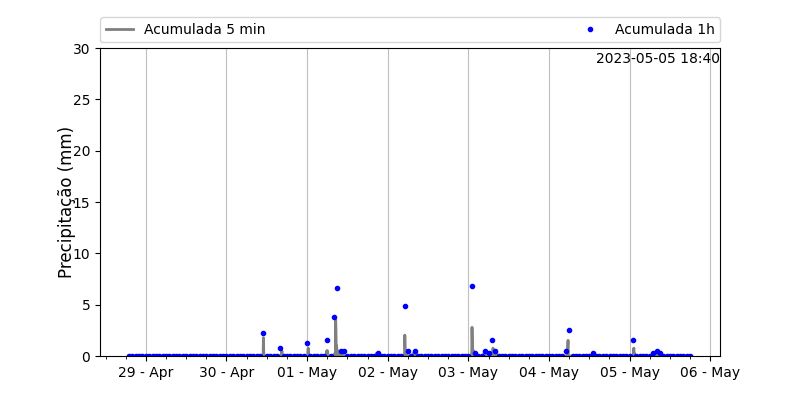 Acumulada 5 min
Acumulada 1h
2023-05-05 18:40
Precipitação (mm)
30
25
20
15
10
5
0
29 - Apr
30 - Apr
01 - May
02 - May
03 - May
04 - May
05 - May
06 - May